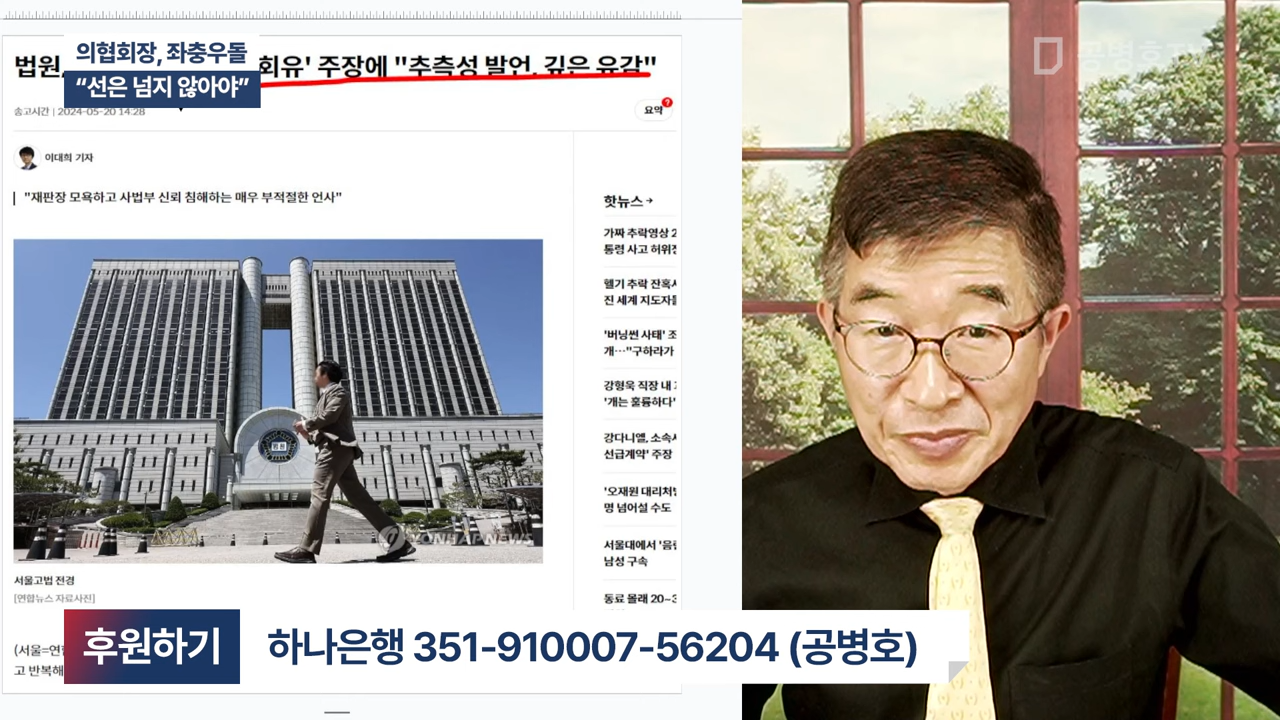 의협회장, 좌충우돌
“선은 넘지 않아야”
법원, 회유' 주장에 "추측성 발언, 깊은 유감"
송고시간 | 2024-05-20 14:28
요약
?
이대희 기자
"재판장 모욕하고 사법부 신뢰 침해하는 매우 부적절한 언사"
핫뉴스
가짜 추락영상 2
통령 사고 허위정
헬기 추락 잔혹사
진 세계 지도자들
'버닝썬 사태' 조
개…"구하라가
강형욱 직장 내
'개는 훌륭하다'
강다니엘, 소속사
선급계약' 주장
'오재원 대리처방
명 넘어설 수도
서울대에서 '음란
남성 구속
동료 몰래 20~3
법원
YONHAP NEWS
서울고법 전경
[연합뉴스 자료사진]
(서울=연합
고 반복해
후원하기
하나은행 351-910007-56204 (공병호)
공병호